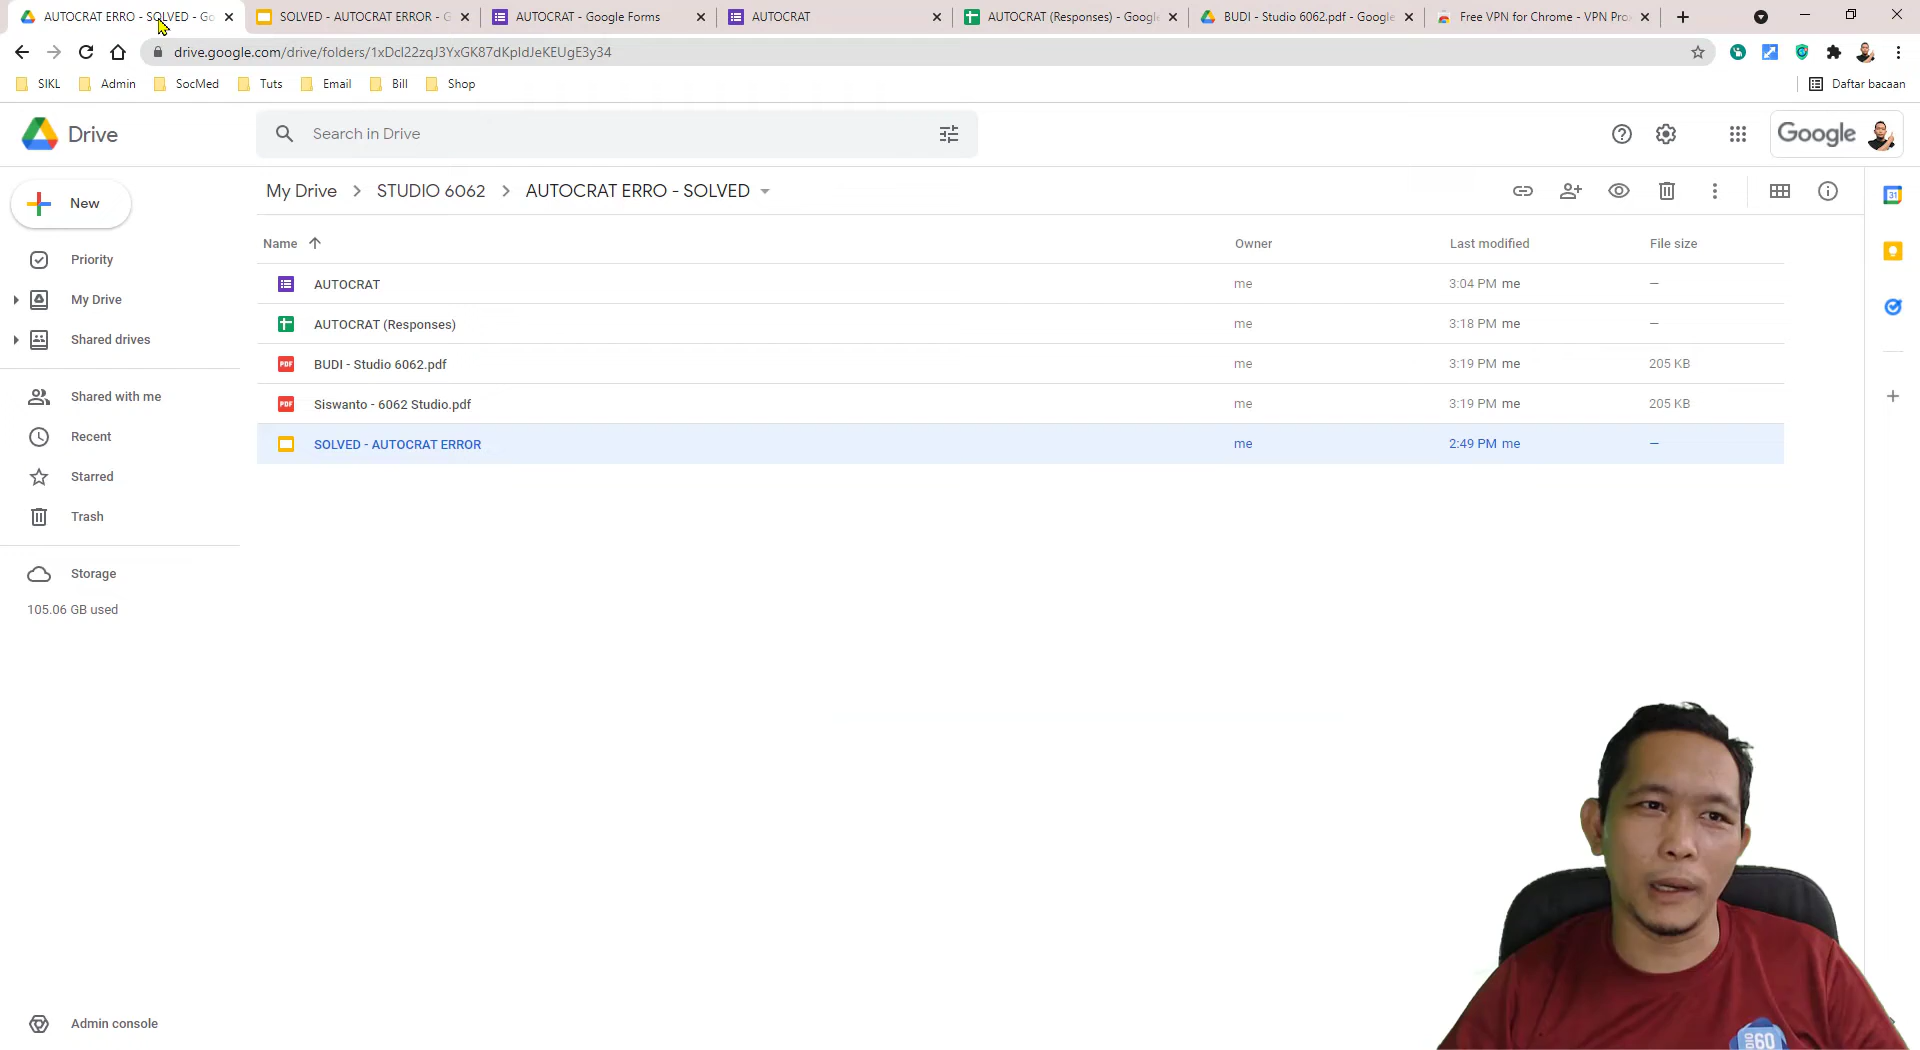 AUTOCRAT ERRO - SOLVED - Go
SOLVED - AUTOCRAT ERROR - G
AUTOCRAT - Google Forms
AUTOCRAT
AUTOCRAT (Responses) - Google
BUDI - Studio 6062.pdf - Google
Free VPN for Chrome - VPN Pro
drive.google.com/drive/folders/1xDcl22zqJ3YxGK87dKpIdJeKEUgE3y34
SIKL
Admin
SocMed
Tuts
Email
Bill
Shop
Daftar bacaan
Drive
Search in Drive
Google
New
My Drive
STUDIO 6062
AUTOCRAT ERRO - SOLVED
31
Name
Owner
Last modified
File size
Priority
My Drive
Shared drives
Shared with me
Recent
Starred
Trash
Storage
105.06 GB used
Admin console
AUTOCRAT me 3:04 PM me —
AUTOCRAT (Responses) me 3:18 PM me —
PDF BUDI - Studio 6062.pdf me 3:19 PM me 205 KB
PDF Siswanto - 6062 Studio.pdf me 3:19 PM me 205 KB
SOLVED - AUTOCRAT ERROR me 2:49 PM me —